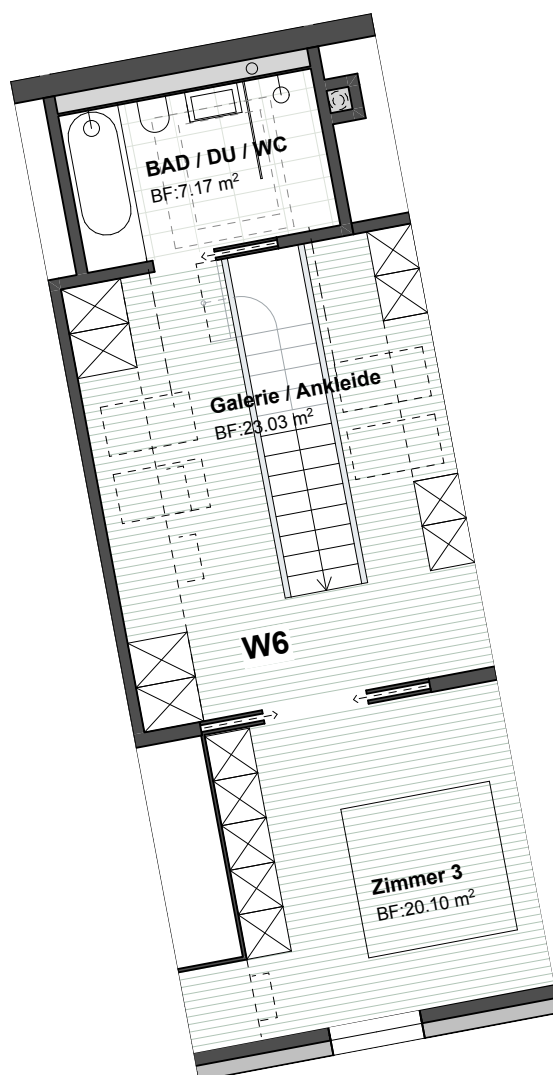 BAD / DU / WC
BF:7.17 m²
Galerie / Ankleide
BF:23.03 m²
W6
Zimmer 3
BF:20.10 m²